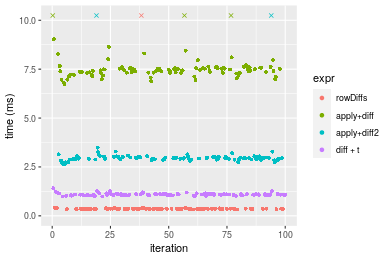 10.0
7.5
5.0
2.5
0.0
time (ms)
0
25
50
75
100
iteration
expr
rowDiffs
apply+diff
apply+diff2
diff + t